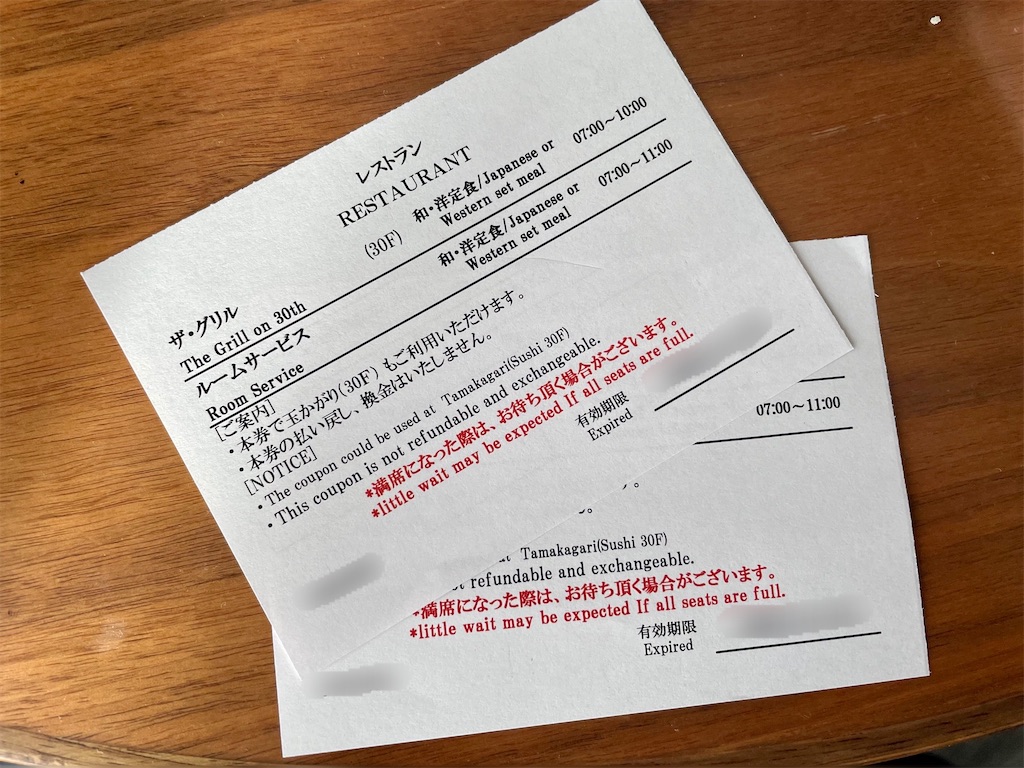 レストラン
RESTAURANT
ザ・グリル (30F) 和・洋定食/Japanese or 07:00～10:00
The Grill on 30th Western set meal
ルームサービス 和・洋定食/Japanese or 07:00～11:00
Room Service Western set meal
[ご案内]
・本券で玉かがり(30F) もご利用いただけます。
・本券の払い戻し、換金はいたしません。
[NOTICE]
・The coupon could be used at Tamakagari(Sushi 30F)
・This coupon is not refundable and exchangeable.
*満席になった際は、お待ち頂く場合がございます。
*little wait may be expected If all seats are full.
有効期限
Expired
07:00～11:00
at Tamakagari(Sushi 30F)
refundable and exchangeable.
*満席になった際は、お待ち頂く場合がございます。
*little wait may be expected If all seats are full.
有効期限
Expired